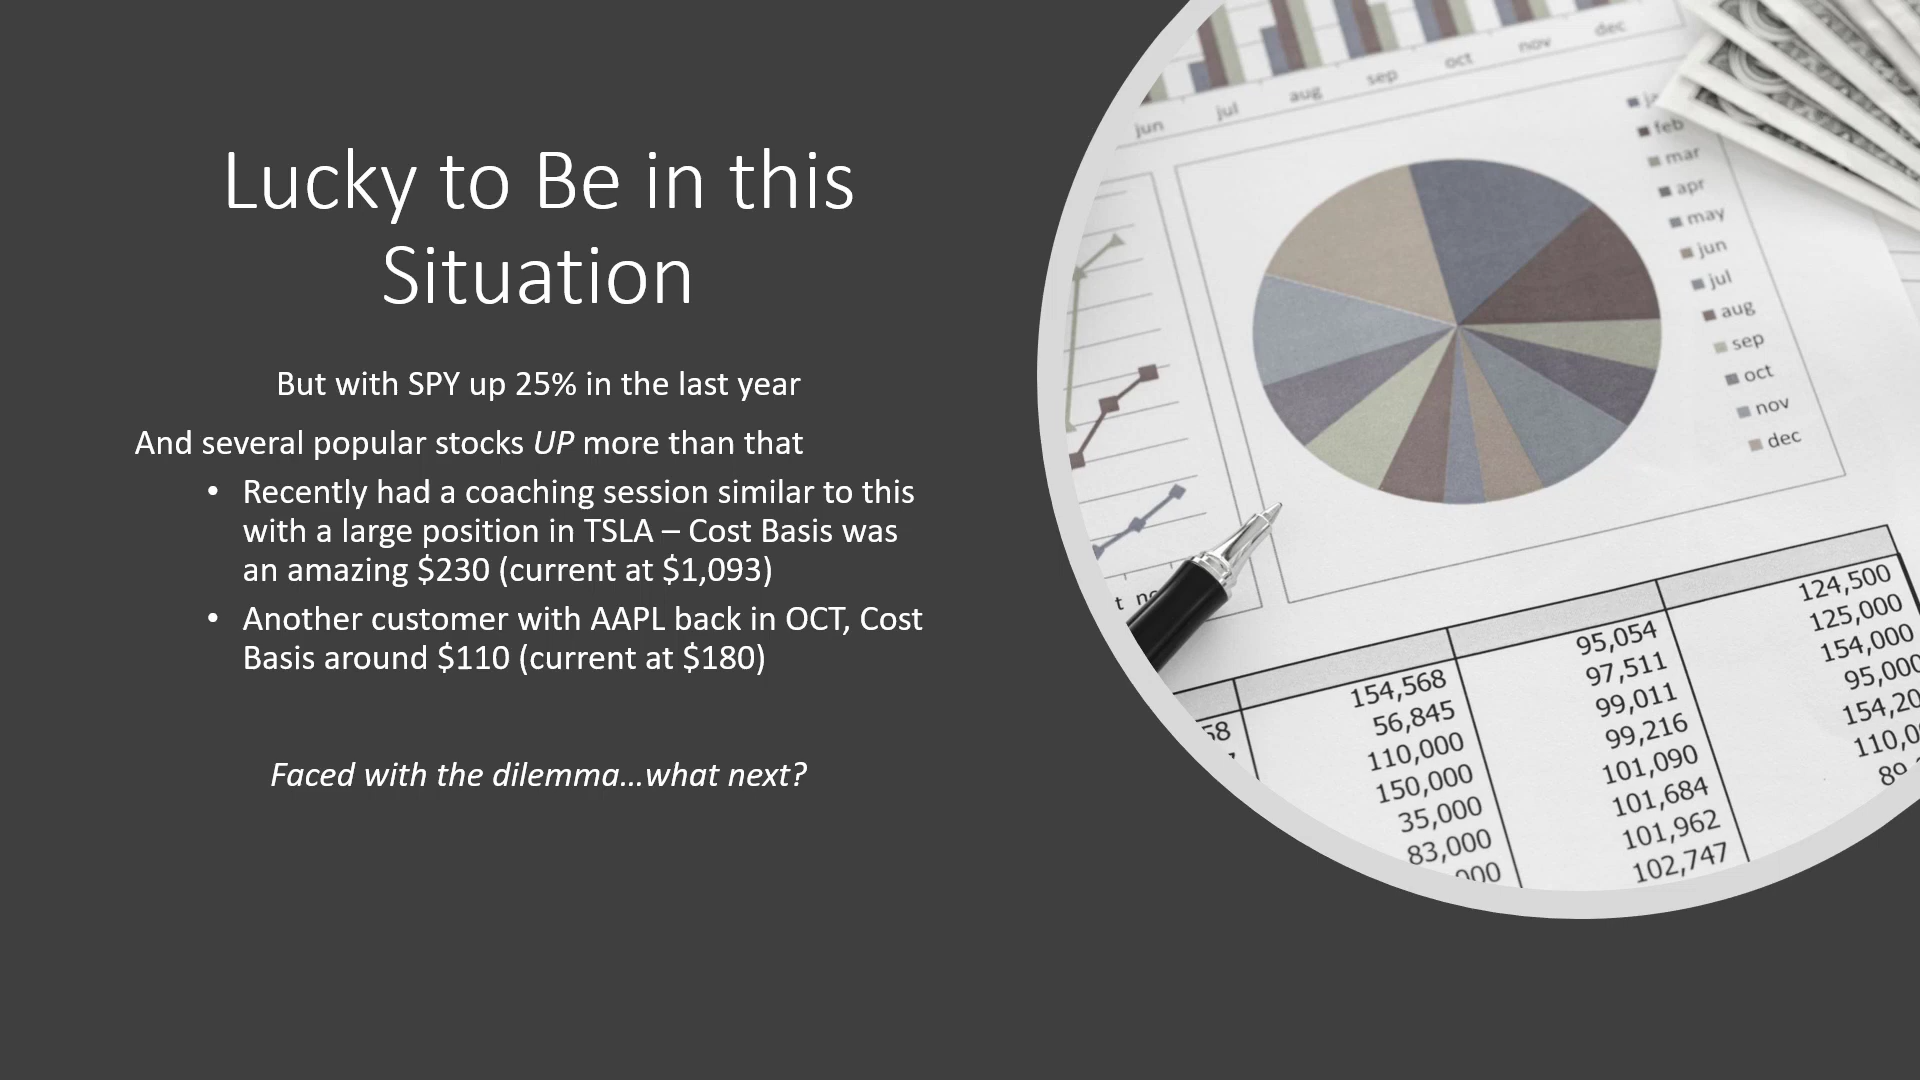 Lucky to Be in this
Situation
But with SPY up 25% in the last year
And several popular stocks UP more than that
• Recently had a coaching session similar to this
with a large position in TSLA – Cost Basis was
an amazing $230 (current at $1,093)
• Another customer with AAPL back in OCT, Cost
Basis around $110 (current at $180)
Faced with the dilemma...what next?
jun jul aug sep oct nov dec
feb
mar
apr
may
jun
jul
aug
sep
oct
nov
dec
154,568
56,845
110,000
150,000
35,000
83,000
95,054
97,511
99,011
99,216
101,090
101,684
101,962
102,747
124,500
125,000
154,000
95,000